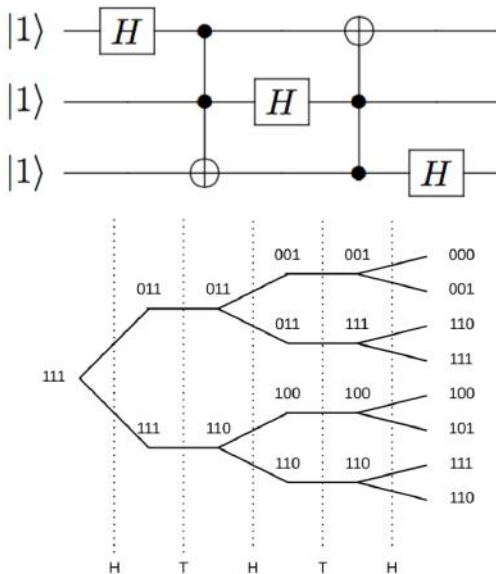 |1⟩ H
|1⟩ H
|1⟩ H
001 001 000
011 011 001
011 111 110
111
111
100 100 100
111 110 101
110 110 111
110
H T H T H